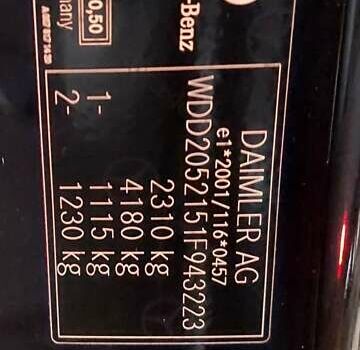 -Benz
0,50
many
DAIMLER AG
e1*2001/116*0457
WDD2052151F943223
2310 kg
4180 kg
1- 1115 kg
2- 1230 kg